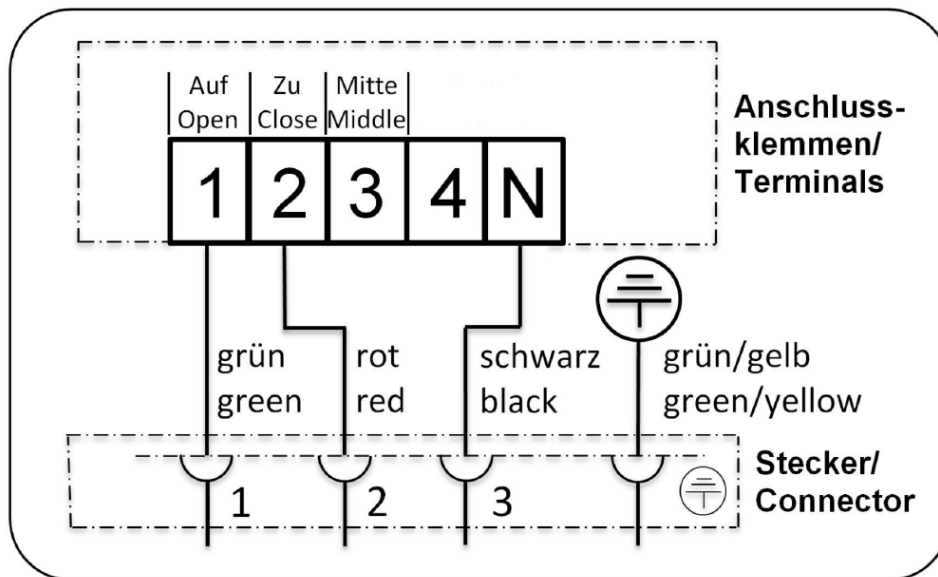 Auf Zu Mitte
Open Close Middle
1 2 3 4 N
Anschluss-
klemmen/
Terminals
grün rot schwarz grün/gelb
green red black green/yellow
1 2 3
Stecker/
Connector